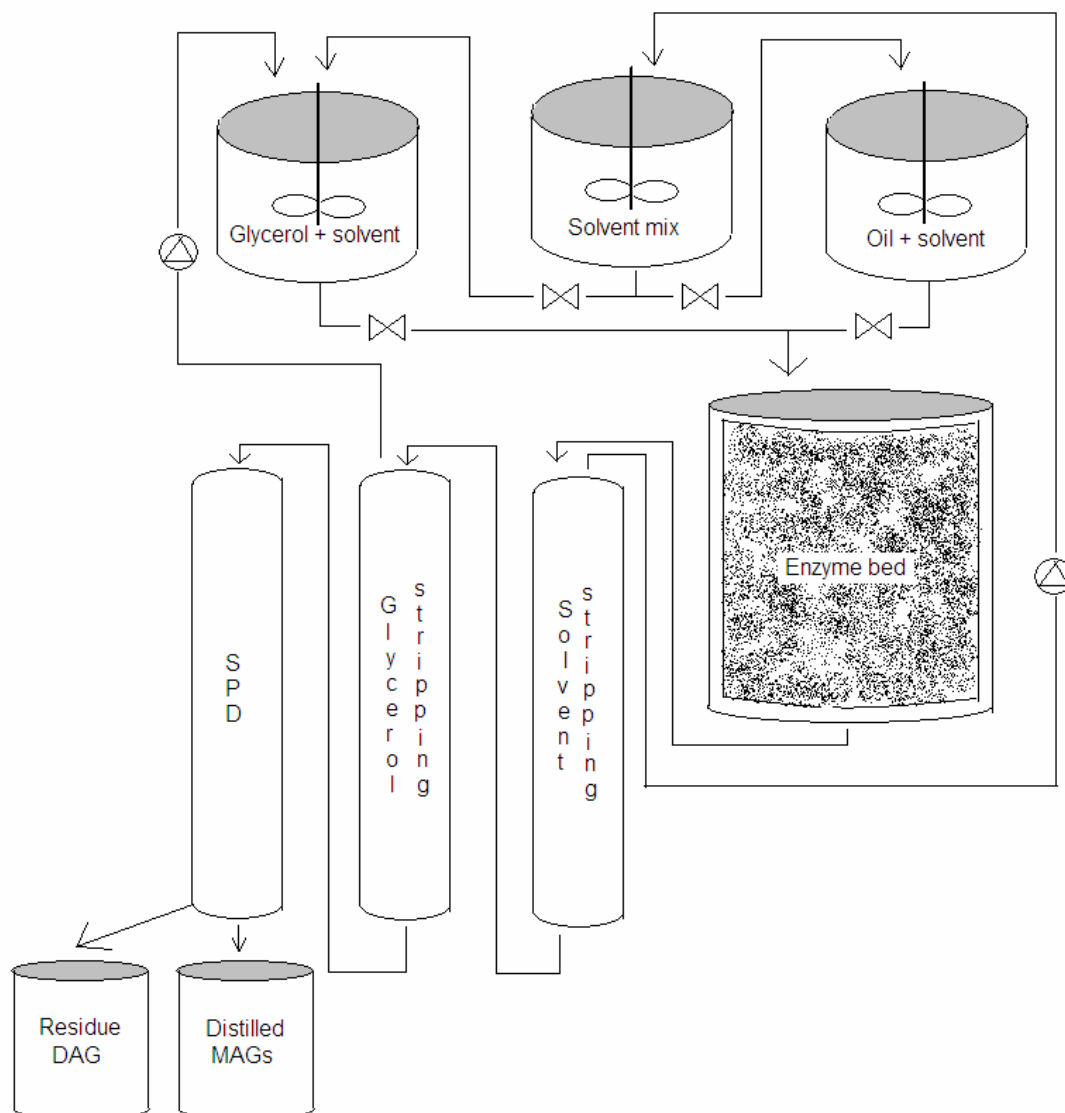 Glycerol + solvent
Solvent mix
Oil + solvent
Enzyme bed
SPD
Glycerol
stripping
Solvent
stripping
Residue
DAG
Distilled
MAGs